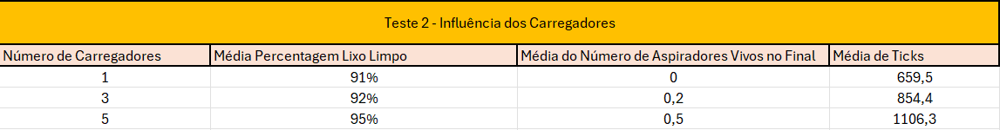 Teste 2 - Influência dos Carregadores
Número de Carregadores Média Percentagem Lixo Limpo Média do Número de Aspiradores Vivos no Final Média de Ticks
1 91% 0 659,5
3 92% 0,2 854,4
5 95% 0,5 1106,3